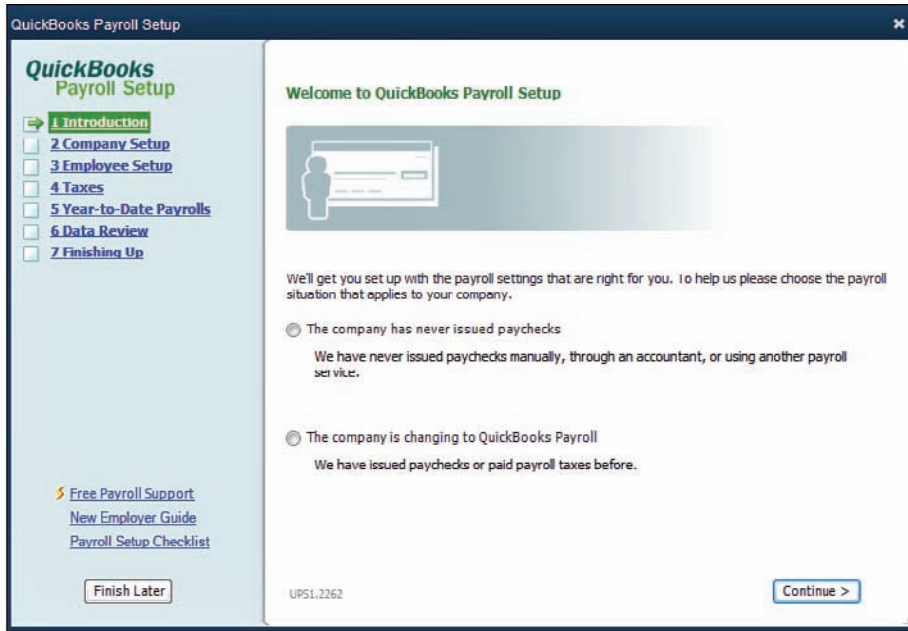 QuickBooks Payroll Setup
QuickBooks
Payroll Setup
1 Introduction
2 Company Setup
3 Employee Setup
4 Taxes
5 Year-to-Date Payrolls
6 Data Review
7 Finishing Up
Free Payroll Support
New Employer Guide
Payroll Setup Checklist
Finish Later
Welcome to QuickBooks Payroll Setup
We'll get you set up with the payroll settings that are right for you. To help us please choose the payroll
situation that applies to your company.
The company has never issued paychecks
We have never issued paychecks manually, through an accountant, or using another payroll
service.
The company is changing to QuickBooks Payroll
We have issued paychecks or paid payroll taxes before.
UPS1.2262
Continue >